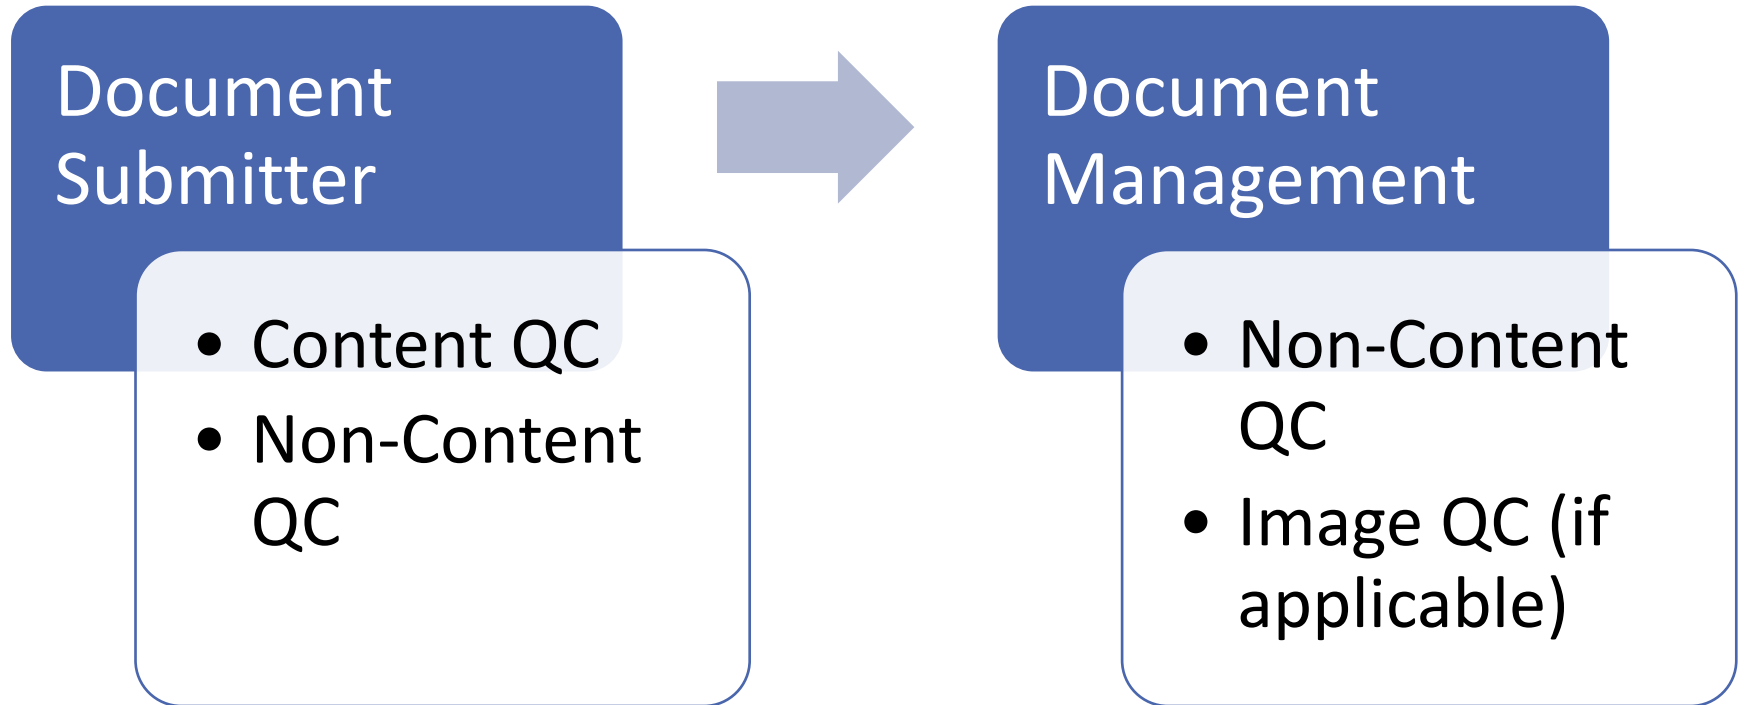 Document
Submitter
• Content QC
• Non-Content
QC
Document
Management
• Non-Content
QC
• Image QC (if
applicable)